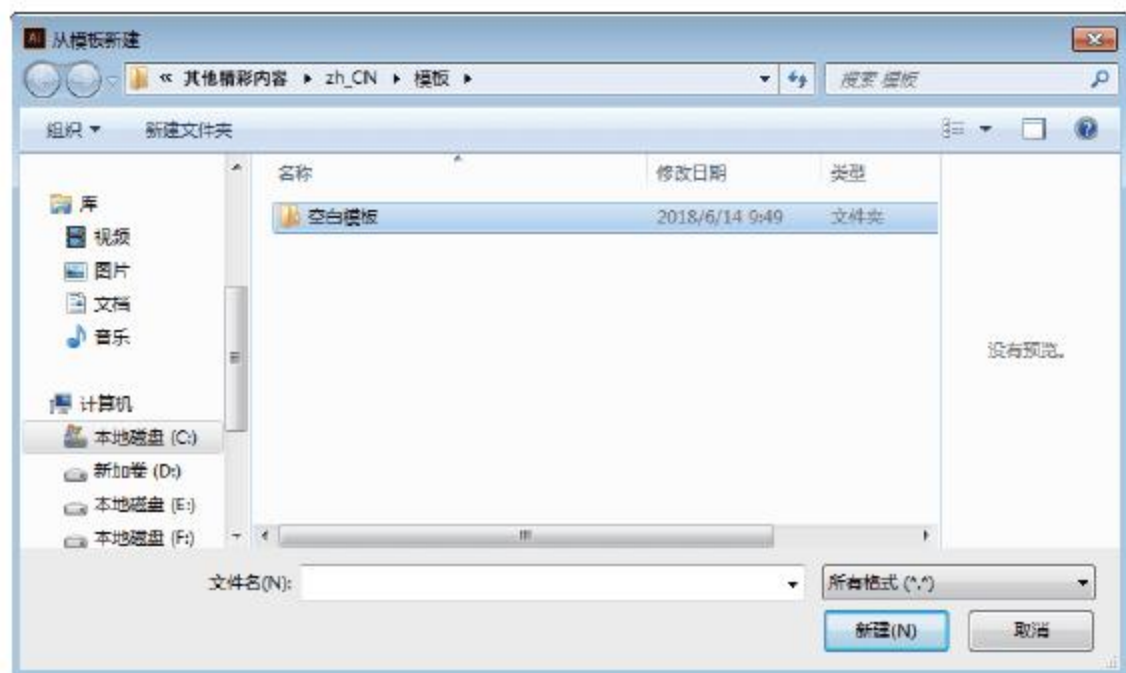 Ai 从模板新建
« 其他精彩内容 ▸ zh_CN ▸ 模板 ▸ 搜索 模板
组织 ▼ 新建文件夹
名称 修改日期 类型
空白模板 2018/6/14 9:49 文件夹
库
视频
图片
文档
音乐
没有预览。
计算机
本地磁盘 (C:)
新加卷 (D:)
本地磁盘 (E:)
本地磁盘 (F:)
文件名(N): 所有格式 (*.*)
新建(N) 取消